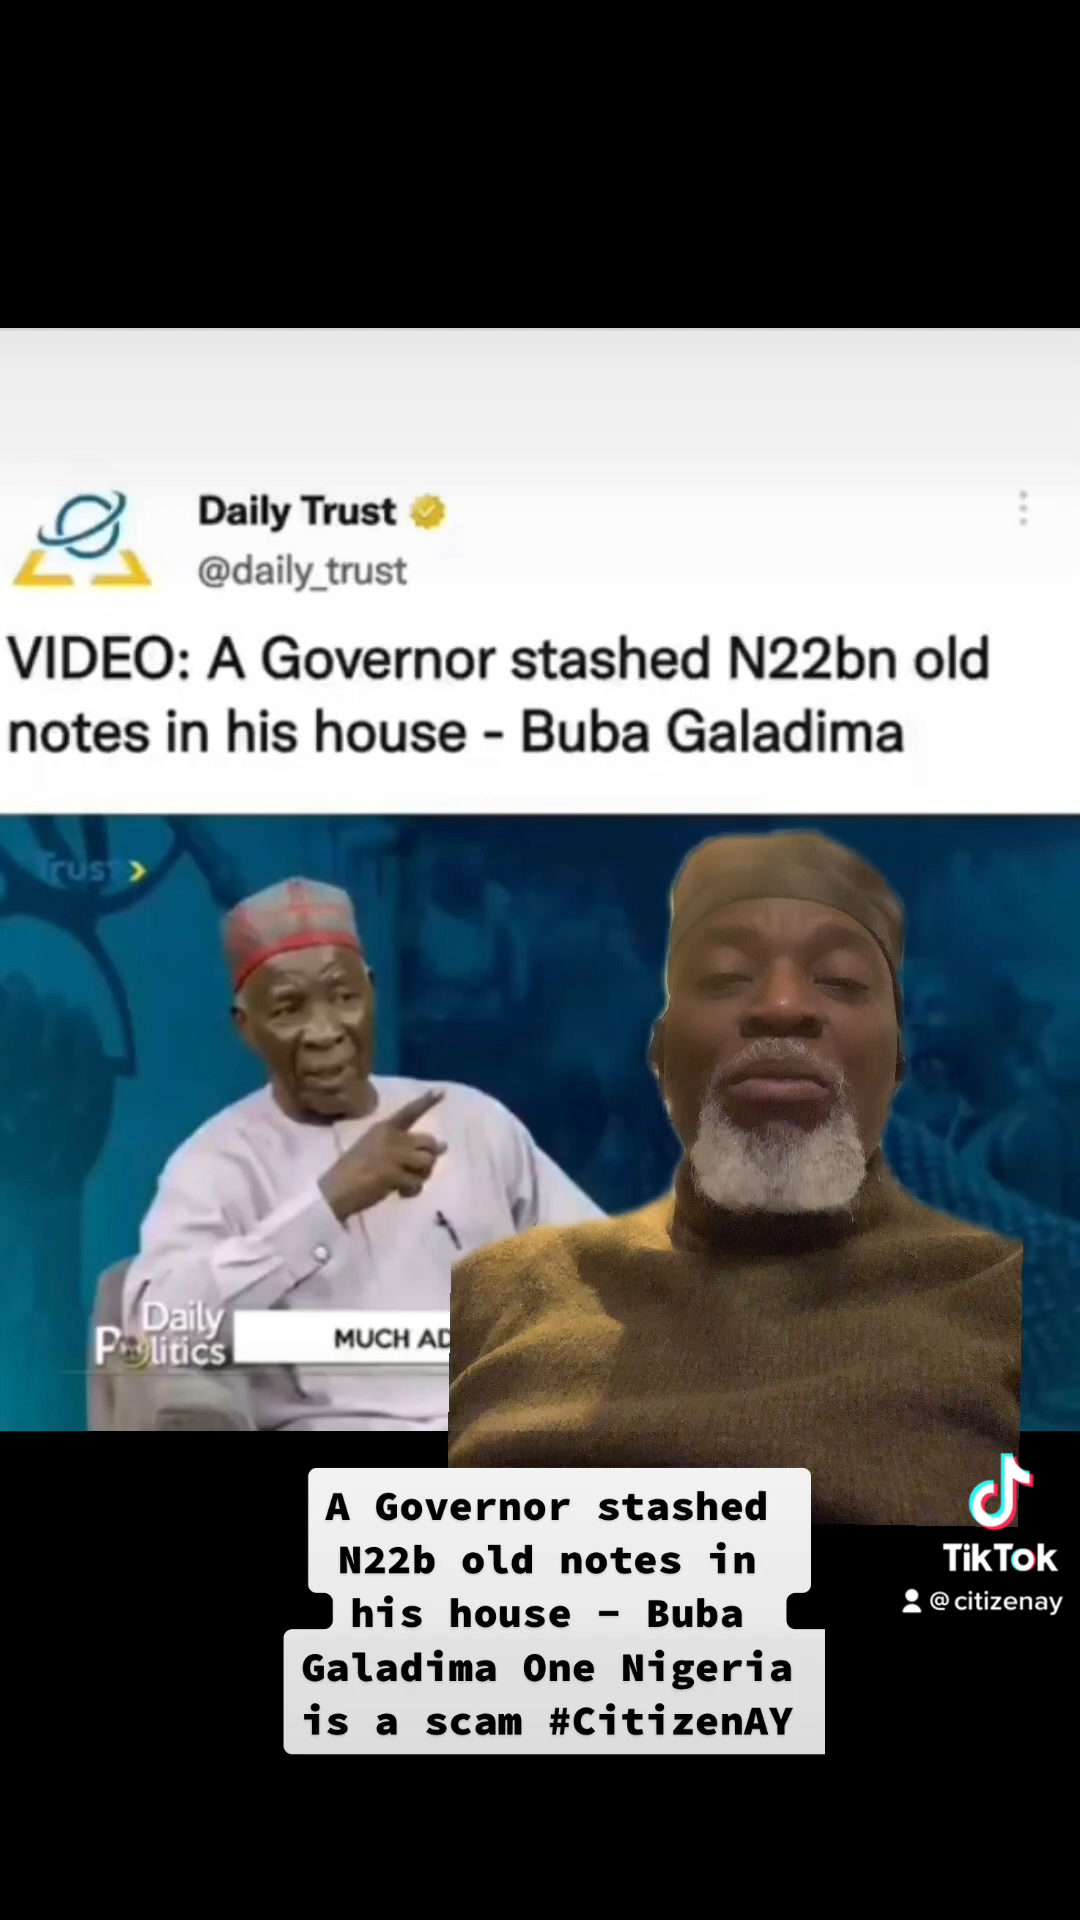 Daily Trust
@daily_trust
VIDEO: A Governor stashed N22bn old
notes in his house - Buba Galadima
Trust
Daily
Politics
MUCH AD
A Governor stashed
N22b old notes in
his house – Buba
Galadima One Nigeria
is a scam #CitizenAY
TikTok
@citizenay